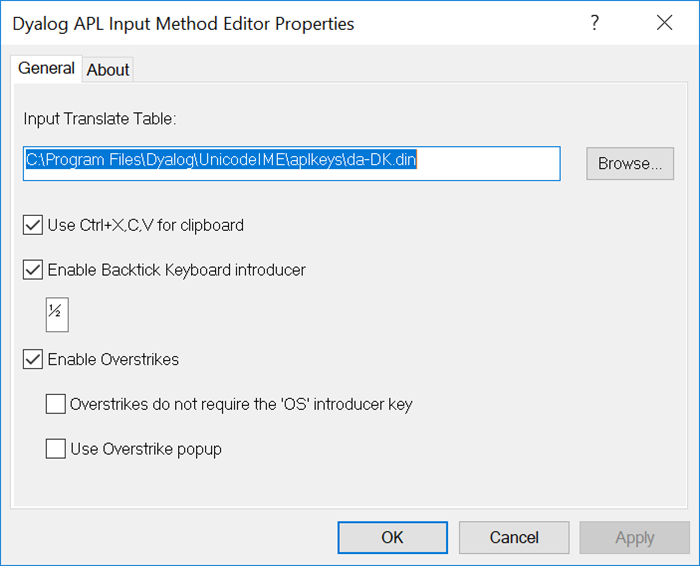 Dyalog APL Input Method Editor Properties
?
General About
Input Translate Table:
C:\Program Files\Dyalog\UnicodeIME\aplkeys\da-DK.din Browse...
Use Ctrl+X,C,V for clipboard
Enable Backtick Keyboard introducer
½
Enable Overstrikes
Overstrikes do not require the 'OS' introducer key
Use Overstrike popup
OK Cancel Apply